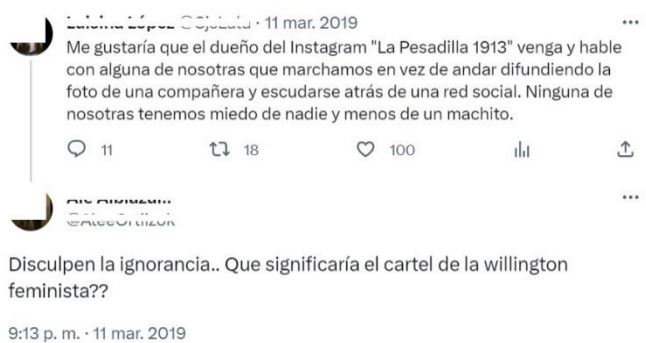 · 11 mar. 2019
Me gustaría que el dueño del Instagram "La Pesadilla 1913" venga y hable
con alguna de nosotras que marchamos en vez de andar difundiendo la
foto de una compañera y escudarse atrás de una red social. Ninguna de
nosotras tenemos miedo de nadie y menos de un machito.
11 18 100
Disculpen la ignorancia.. Que significaría el cartel de la willington
feminista??
9:13 p. m. · 11 mar. 2019